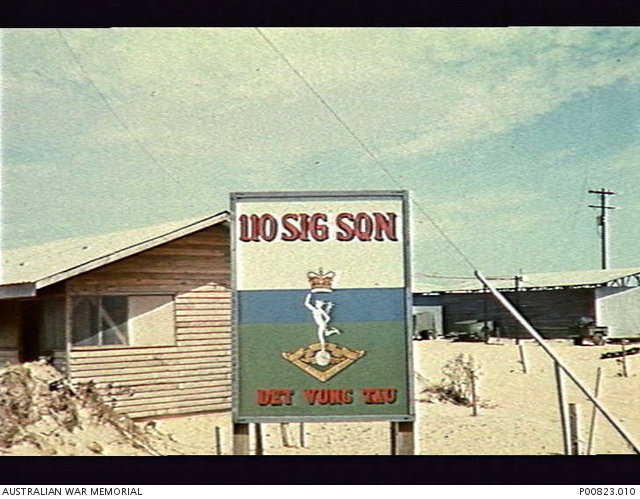 110 SIG SQN
DET VUNG TAU
AUSTRALIAN WAR MEMORIAL P00823.010